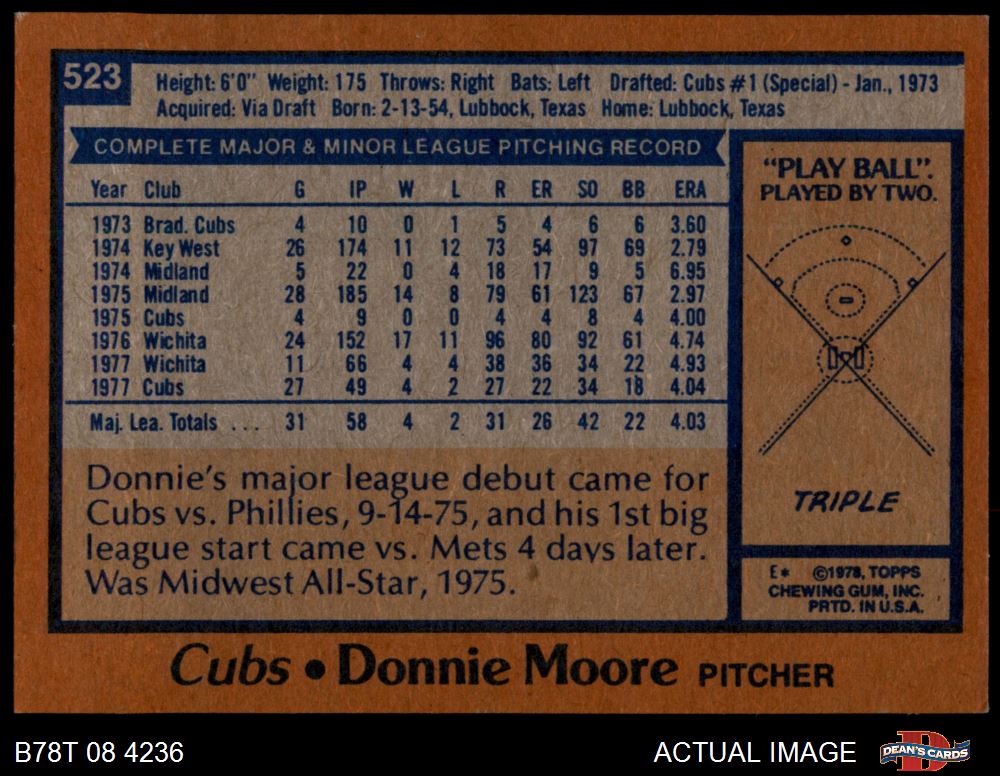 523
Height: 6'0" Weight: 175 Throws: Right Bats: Left Drafted: Cubs #1 (Special) - Jan., 1973
Acquired: Via Draft Born: 2-13-54, Lubbock, Texas Home: Lubbock, Texas
COMPLETE MAJOR & MINOR LEAGUE PITCHING RECORD
Year Club G IP W L R ER SO BB ERA
1973 Brad. Cubs 4 10 0 1 5 4 6 6 3.60
1974 Key West 26 174 11 12 73 54 97 69 2.79
1974 Midland 5 22 0 4 18 17 9 5 6.95
1975 Midland 28 185 14 8 79 61 123 67 2.97
1975 Cubs 4 9 0 0 4 4 8 4 4.00
1976 Wichita 24 152 17 11 96 80 92 61 4.74
1977 Wichita 11 66 4 4 38 36 34 22 4.93
1977 Cubs 27 49 4 2 27 22 34 18 4.04
Maj. Lea. Totals ... 31 58 4 2 31 26 42 22 4.03
Donnie's major league debut came for
Cubs vs. Phillies, 9-14-75, and his 1st big
league start came vs. Mets 4 days later.
Was Midwest All-Star, 1975.
"PLAY BALL".
PLAYED BY TWO.
TRIPLE
E* ©1978, TOPPS
CHEWING GUM, INC.
PRTD. IN U.S.A.
Cubs • Donnie Moore PITCHER
B78T 08 4236
ACTUAL IMAGE
D
DEAN'S CARDS